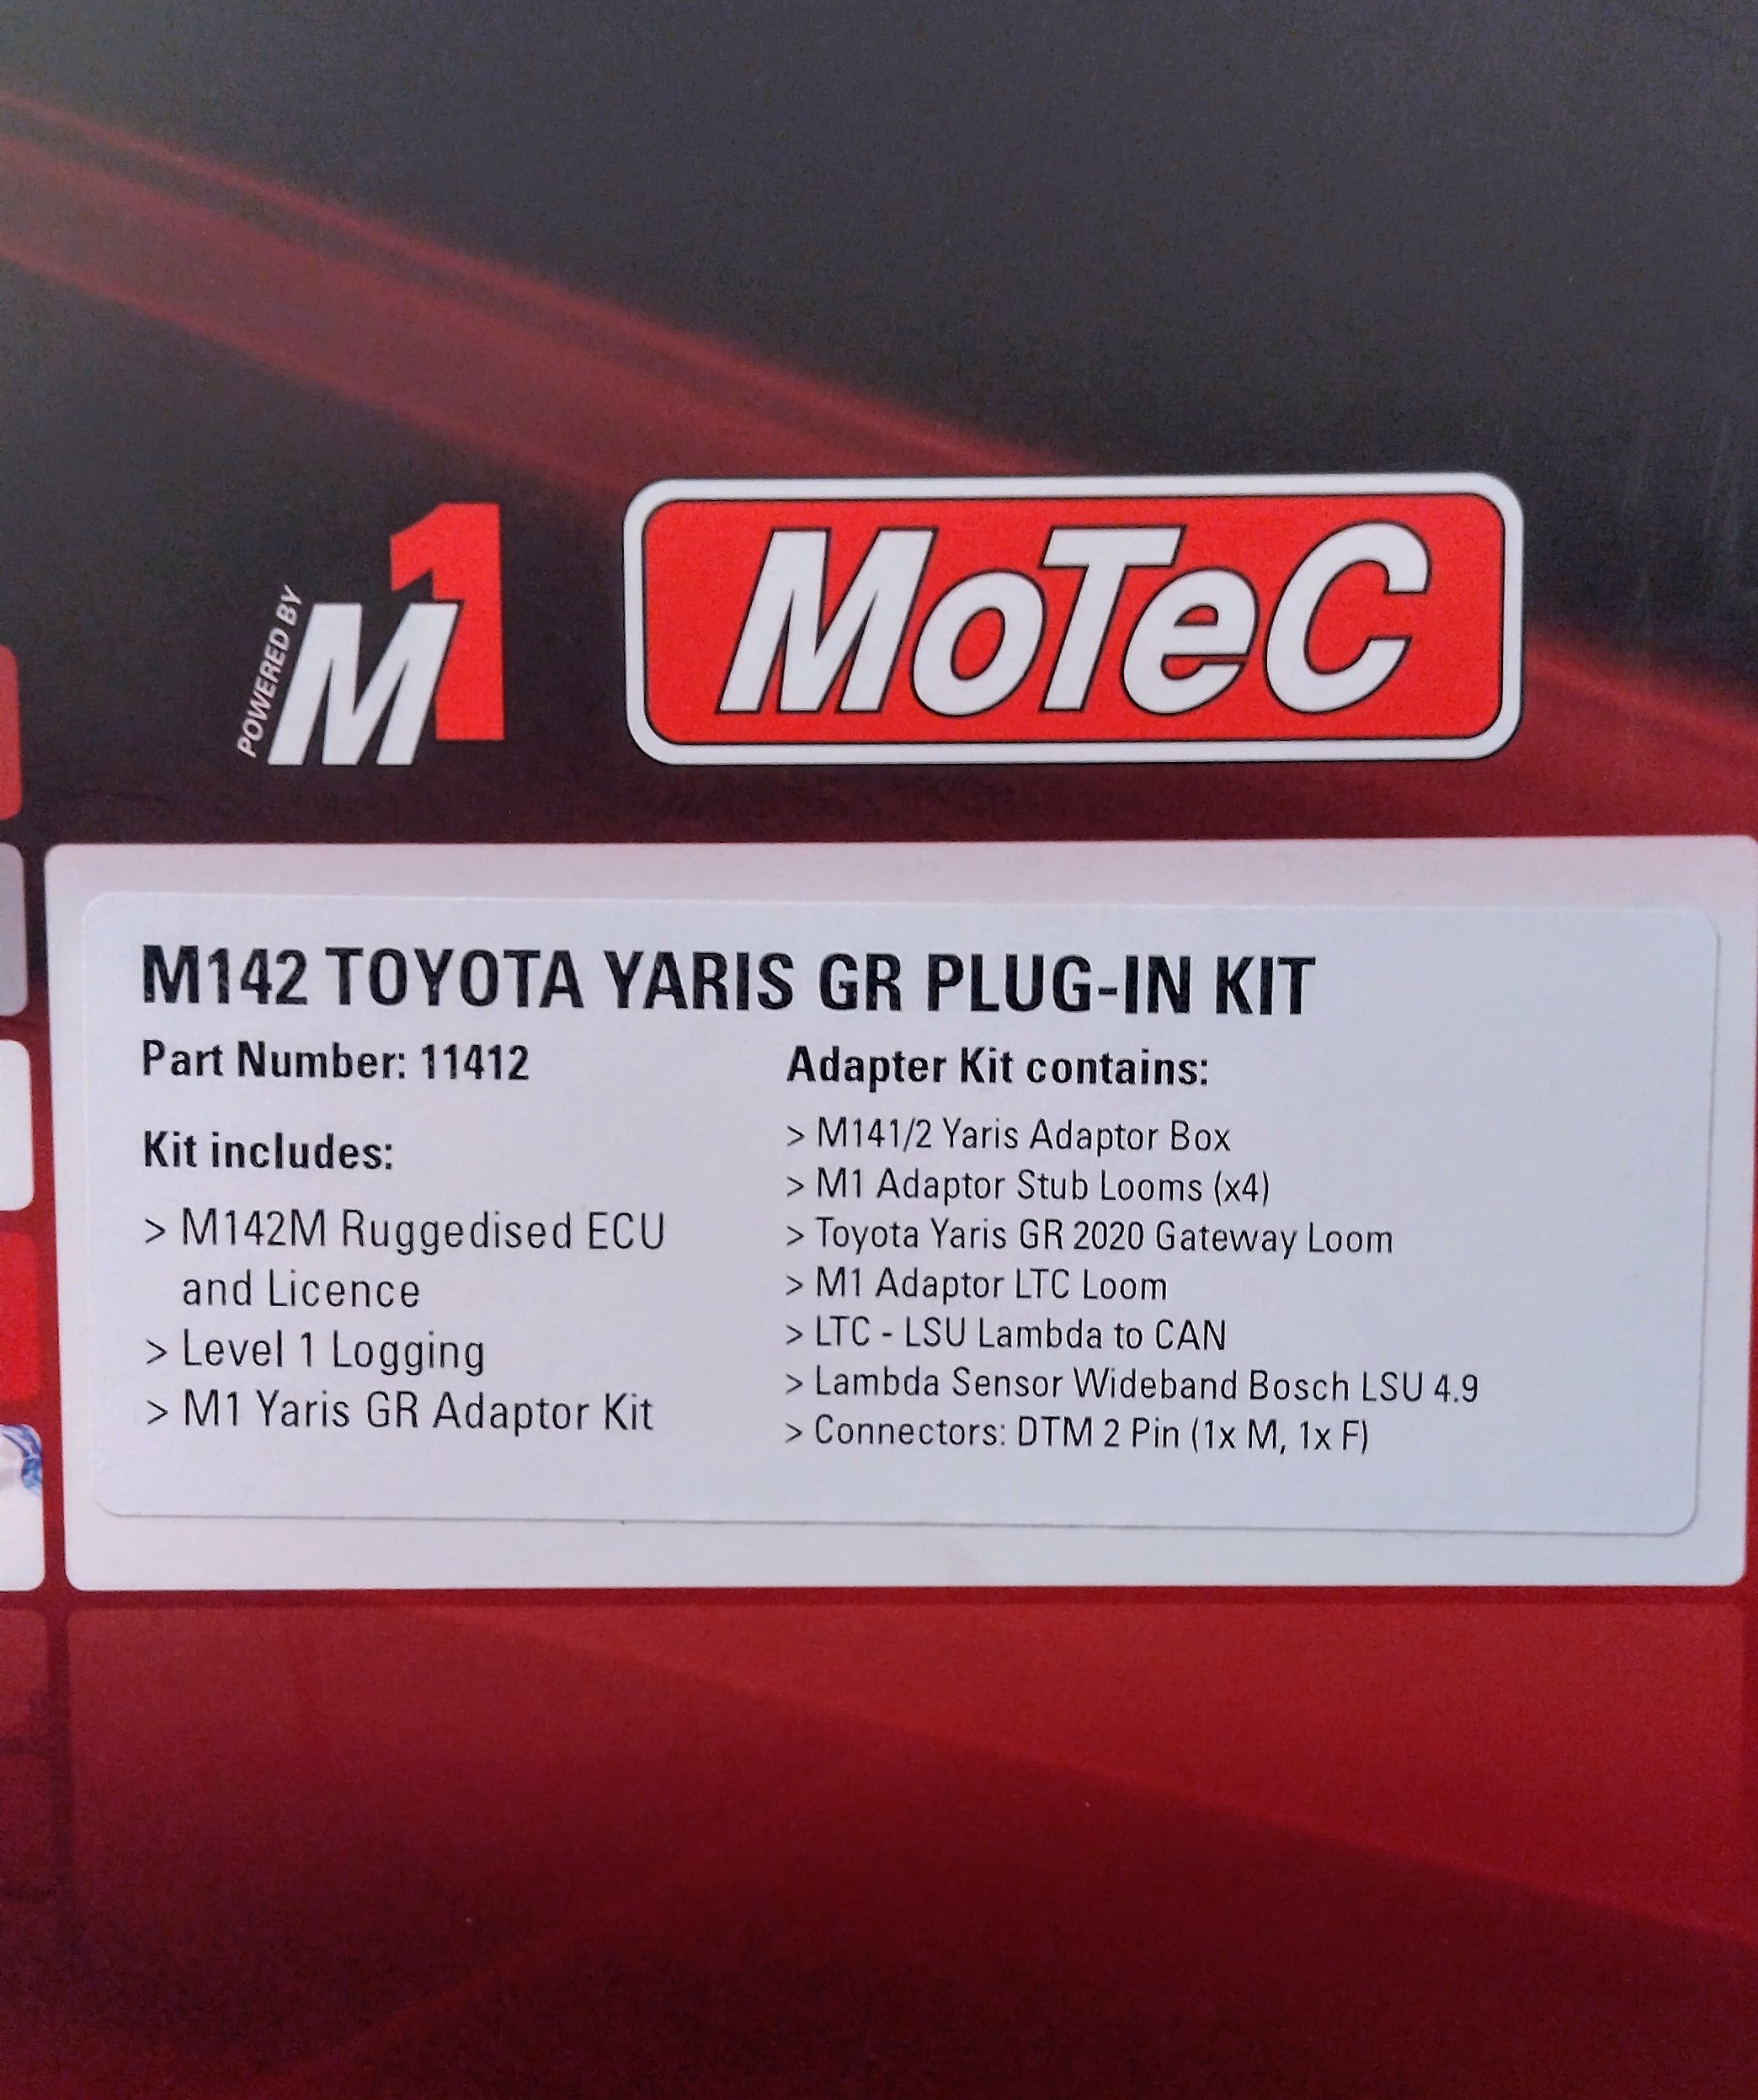 POWERED BY
M1
MoTeC
M142 TOYOTA YARIS GR PLUG-IN KIT
Part Number: 11412
Kit includes:
> M142M Ruggedised ECU
and Licence
> Level 1 Logging
> M1 Yaris GR Adaptor Kit
Adapter Kit contains:
> M141/2 Yaris Adaptor Box
> M1 Adaptor Stub Looms (x4)
> Toyota Yaris GR 2020 Gateway Loom
> M1 Adaptor LTC Loom
> LTC - LSU Lambda to CAN
> Lambda Sensor Wideband Bosch LSU 4.9
> Connectors: DTM 2 Pin (1x M, 1x F)